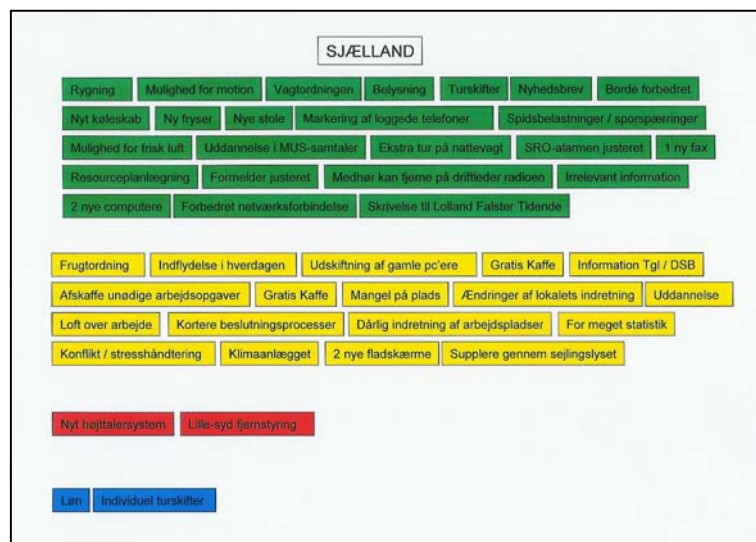 SJÆLLAND
Rygning Mulighed for motion Vagtordningen Belysning Turskifter Nyhedsbrev Borde forbedret
Nyt køleskab Ny fryser Nye stole Markering af loggede telefoner Spidsbelastninger / sporspærringer
Mulighed for frisk luft Uddannelse i MUS-samtaler Ekstra tur på nattevagt SRO-alarmen justeret 1 ny fax
Resourceplanlægning Formelder justeret Medhør kan fjerne på driftleder radioen Irrelevant information
2 nye computere Forbedret netværksforbindelse Skrivelse til Lolland Falster Tidende
Frugtordning Indflydelse i hverdagen Udskiftning af gamle pc'ere Gratis Kaffe Information Tgl / DSB
Afskaffe unødige arbejdsopgaver Gratis Kaffe Mangel på plads Ændringer af lokalets indretning Uddannelse
Loft over arbejde Kortere beslutningsprocesser Dårlig indretning af arbejdspladser For meget statistik
Konflikt / stresshåndtering Klimaanlægget 2 nye fladskærme Supplere gennem sejlingslyset
Nyt højttalersystem Lille-syd fjernstyring
Løn Individuel turskifter